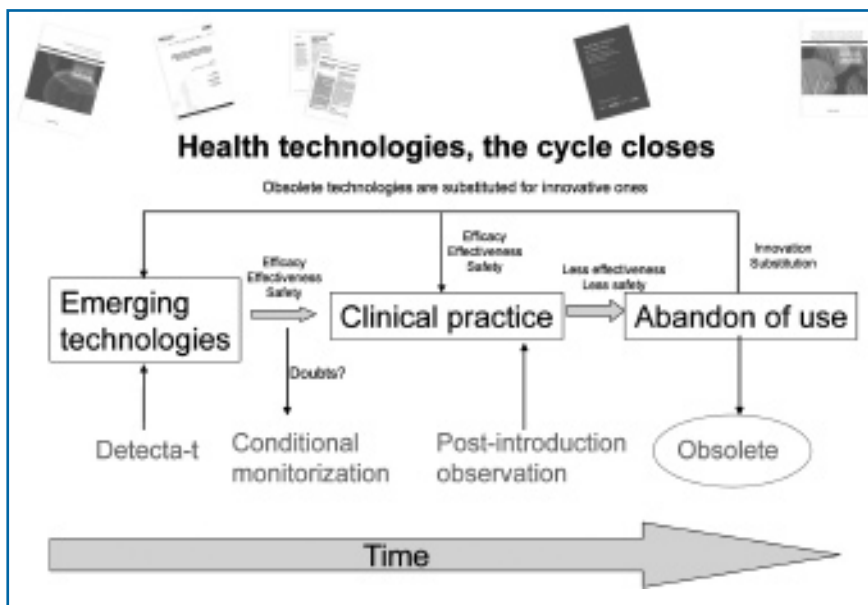 Health technologies, the cycle closes
Obsolete technologies are substituted for innovative ones
Efficacy
Effectiveness
Safety
Efficacy
Effectiveness
Safety
Less effectiveness
Less safety
Innovation
Substitution
Emerging
technologies
Clinical practice
Abandon of use
Doubts?
Detecta-t
Conditional
monitorization
Post-introduction
observation
Obsolete
Time